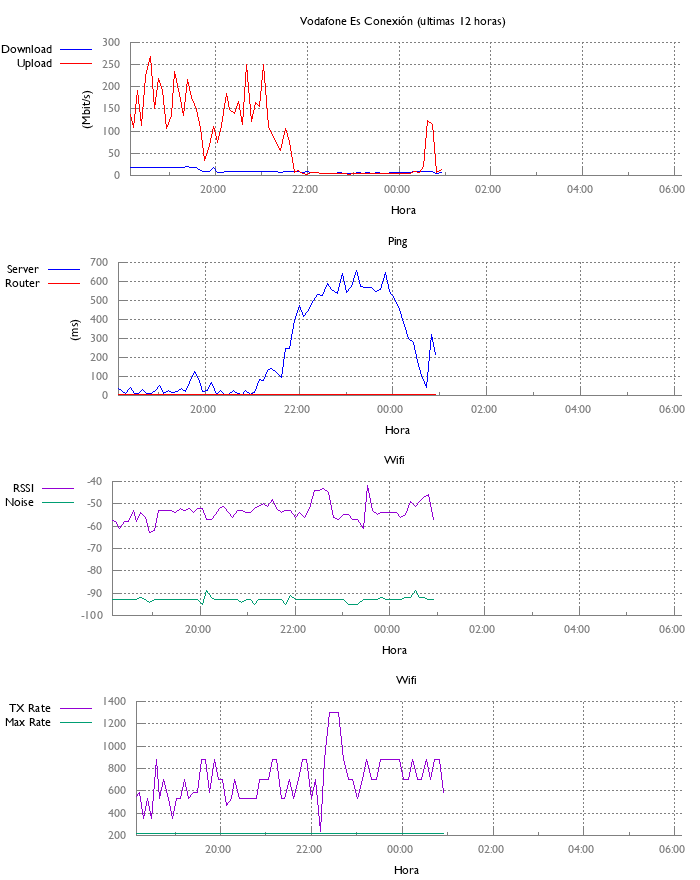 Vodafone Es Conexión (ultimas 12 horas)
Download
Upload
(Mbit/s)
300
250
200
150
100
50
0
20:00 22:00 00:00 02:00 04:00 06:00
Hora
Ping
Server
Router
(ms)
700
600
500
400
300
200
100
0
20:00 22:00 00:00 02:00 04:00 06:00
Hora
Wifi
RSSI
Noise
-40
-50
-60
-70
-80
-90
-100
20:00 22:00 00:00 02:00 04:00 06:00
Hora
Wifi
TX Rate
Max Rate
1400
1200
1000
800
600
400
200
20:00 22:00 00:00 02:00 04:00 06:00
Hora